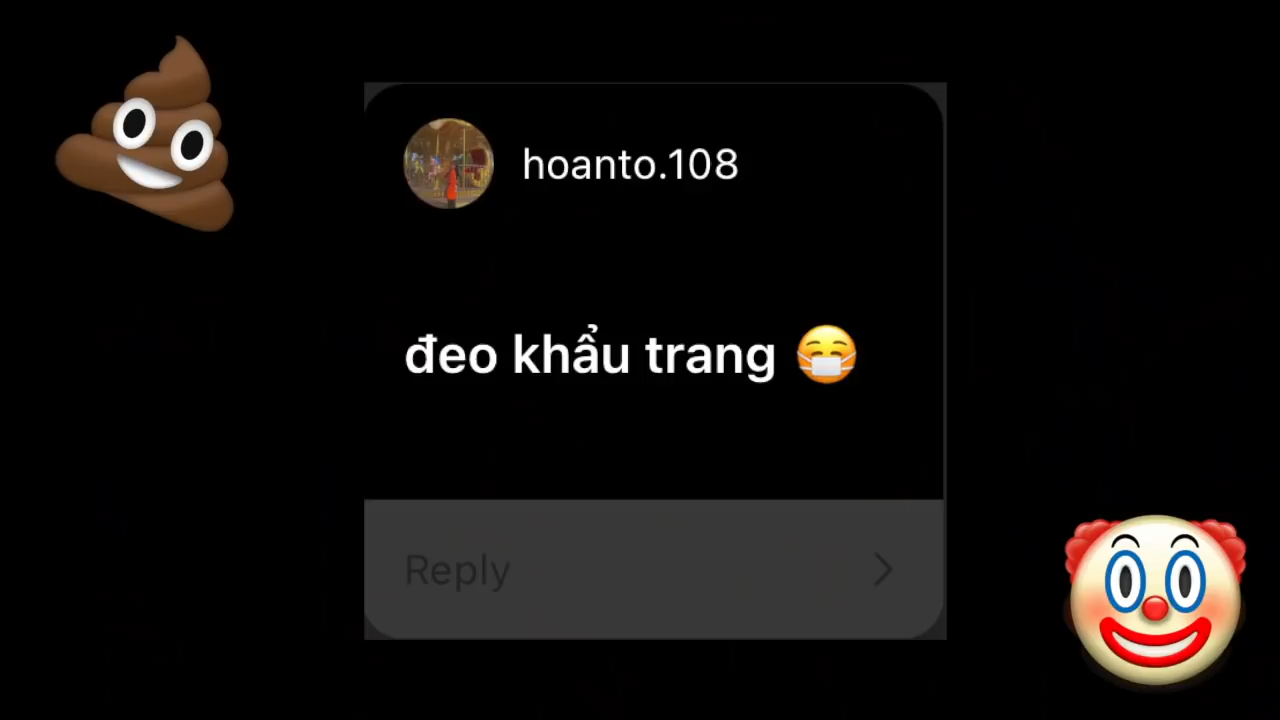 hoanto.108
đeo khẩu trang 😷
Reply